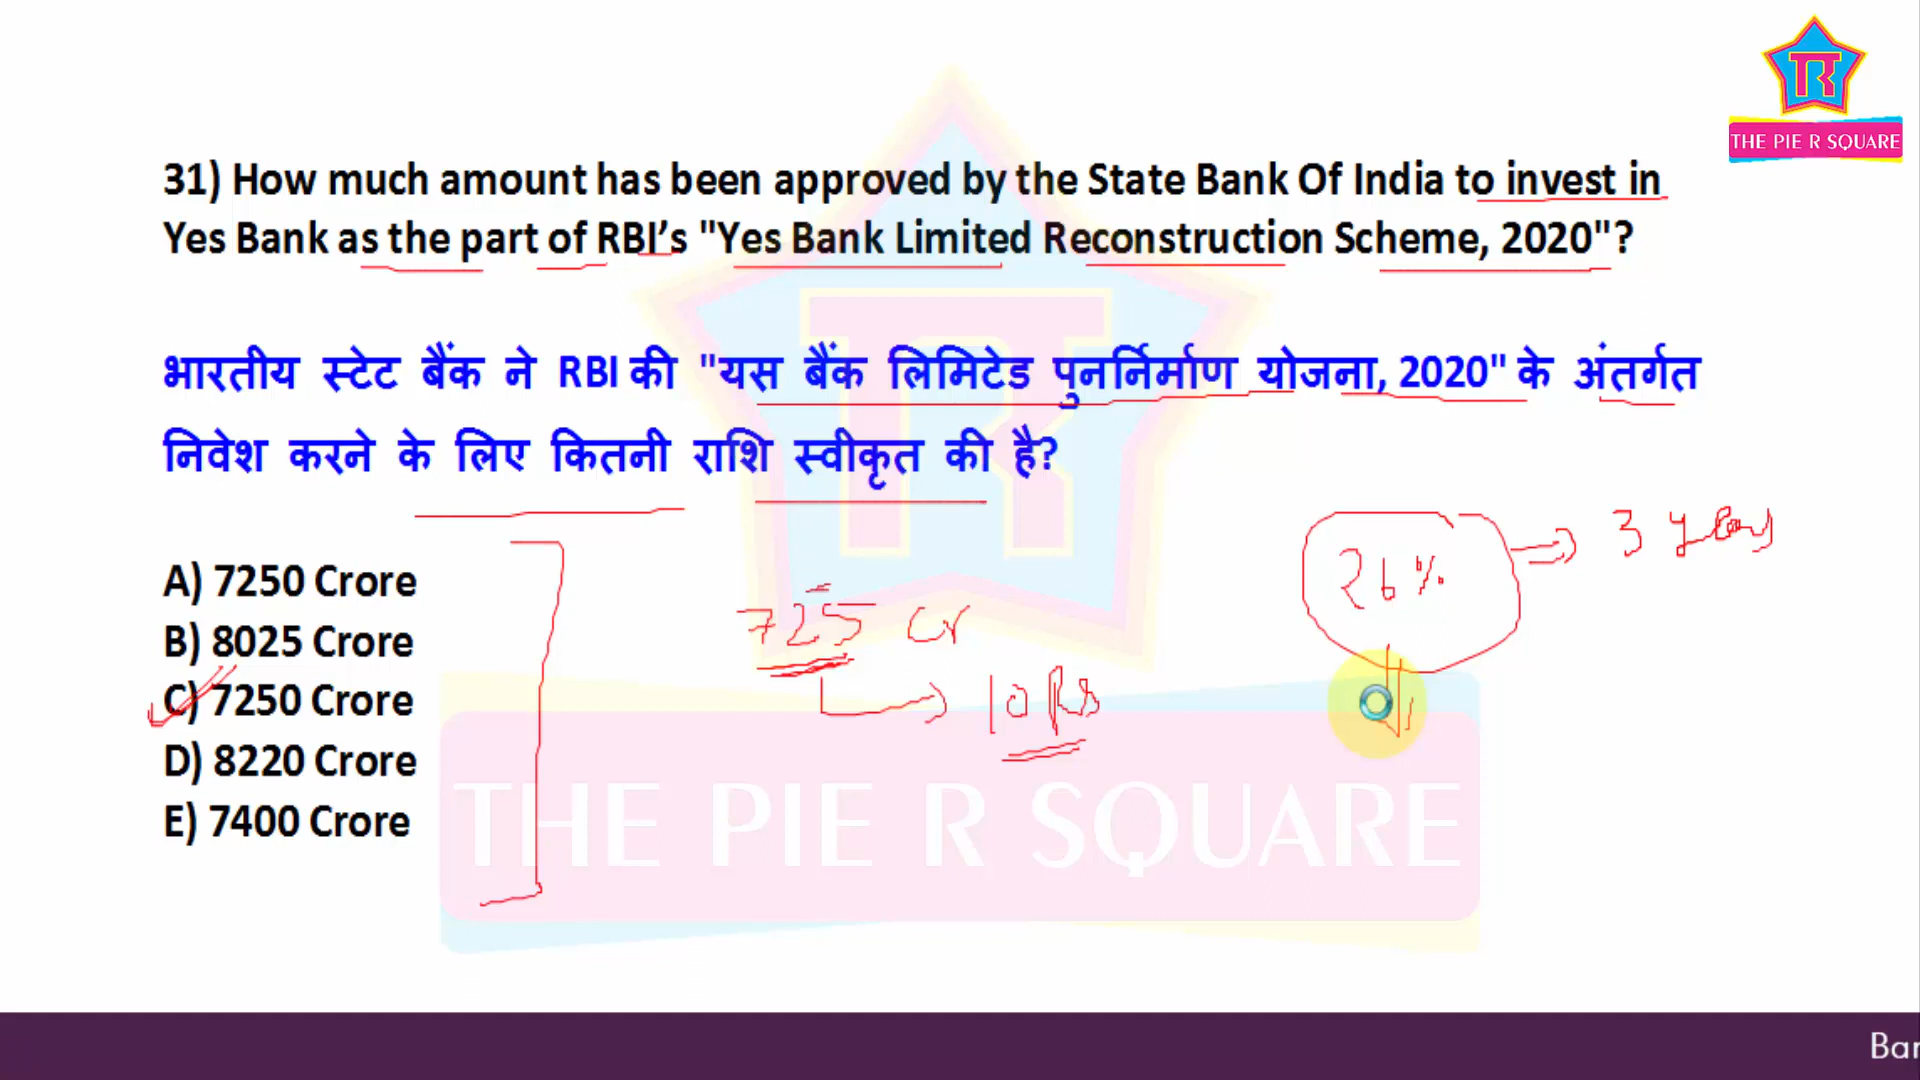 THE PIE R SQUARE
31) How much amount has been approved by the State Bank Of India to invest in
Yes Bank as the part of RBI’s "Yes Bank Limited Reconstruction Scheme, 2020"?
भारतीय स्टेट बैंक ने RBI की "यस बैंक लिमिटेड पुनर्निर्माण योजना, 2020" के अंतर्गत
निवेश करने के लिए कितनी राशि स्वीकृत की है?
26% → 3 years
A) 7250 Crore
725 Cr
B) 8025 Crore
C) 7250 Crore
10 Rs
D) 8220 Crore
E) 7400 Crore
THE PIE R SQUARE
Bar